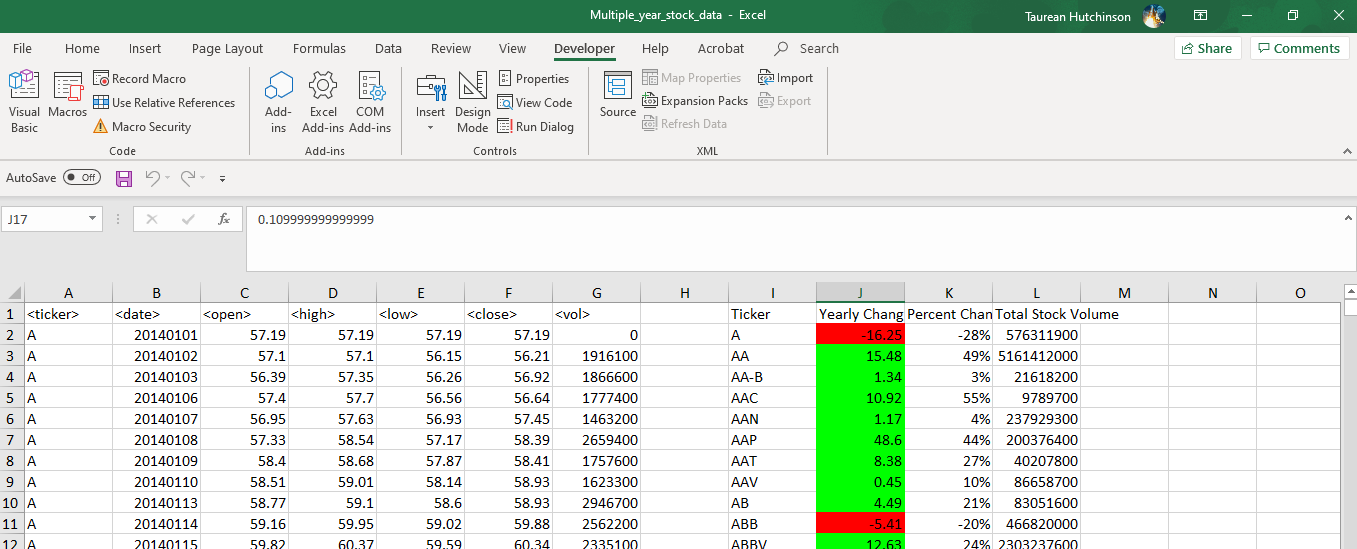 Multiple_year_stock_data - Excel
Taurean Hutchinson
File Home Insert Page Layout Formulas Data Review View Developer Help Acrobat Search Share Comments
Visual Basic
Macros
Record Macro
Use Relative References
Macro Security
Code
Add-ins
Excel Add-ins
COM Add-ins
Add-ins
Insert
Design Mode
Properties
View Code
Run Dialog
Controls
Source
Map Properties
Expansion Packs
Refresh Data
Import
Export
XML
AutoSave Off
J17 fx 0.109999999999999
A B C D E F G H I J K L M N O
1 <ticker> <date> <open> <high> <low> <close> <vol> Ticker Yearly Chang Percent Chan Total Stock Volume
2 A 20140101 57.19 57.19 57.19 57.19 0 A -16.25 -28% 576311900
3 A 20140102 57.1 57.1 56.15 56.21 1916100 AA 15.48 49% 5161412000
4 A 20140103 56.39 57.35 56.26 56.92 1866600 AA-B 1.34 3% 21618200
5 A 20140106 57.4 57.7 56.56 56.64 1777400 AAC 10.92 55% 9789700
6 A 20140107 56.95 57.63 56.93 57.45 1463200 AAN 1.17 4% 237929300
7 A 20140108 57.33 58.54 57.17 58.39 2659400 AAP 48.6 44% 200376400
8 A 20140109 58.4 58.68 57.87 58.41 1757600 AAT 8.38 27% 40207800
9 A 20140110 58.51 59.01 58.14 58.93 1623300 AAV 0.45 10% 86658700
10 A 20140113 58.77 59.1 58.6 58.93 2946700 AB 4.49 21% 83051600
11 A 20140114 59.16 59.95 59.02 59.88 2562200 ABB -5.41 -20% 466820000
12 A 20140115 59.82 60.37 59.59 60.34 2335100 ABBV 12.63 24% 2303237600